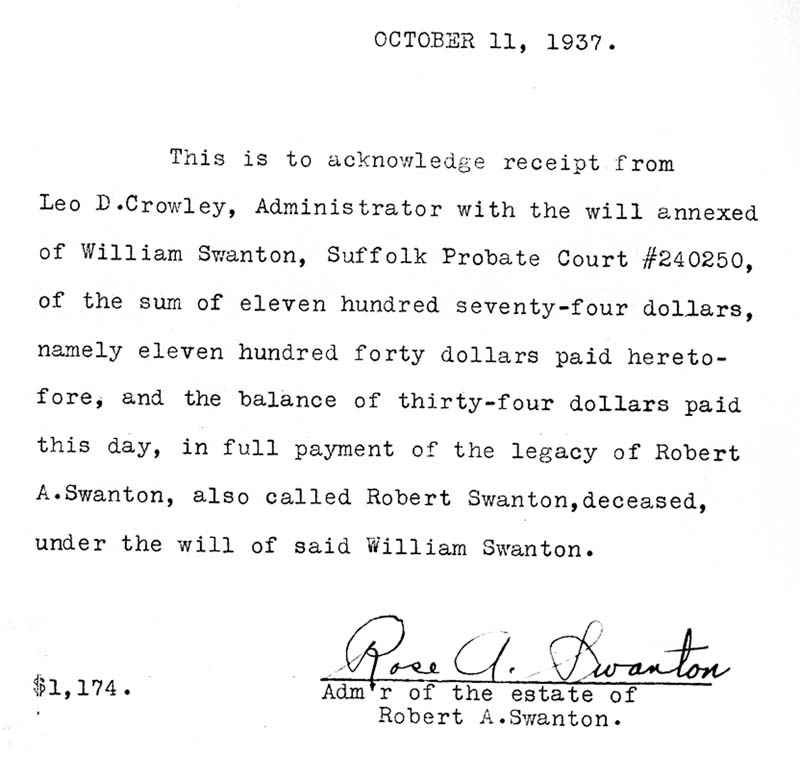 OCTOBER 11, 1937.
This is to acknowledge receipt from
Leo D.Crowley, Administrator with the will annexed
of William Swanton, Suffolk Probate Court #240250,
of the sum of eleven hundred seventy-four dollars,
namely eleven hundred forty dollars paid hereto-
fore, and the balance of thirty-four dollars paid
this day, in full payment of the legacy of Robert
A.Swanton, also called Robert Swanton,deceased,
under the will of said William Swanton.
Rose A. Swanton
$1,174.
Adm'r of the estate of
Robert A.Swanton.